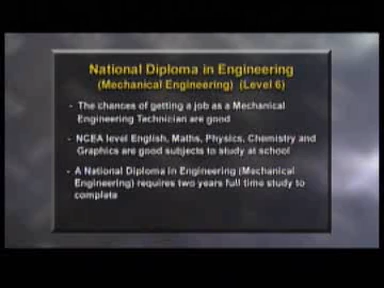 National Diploma in Engineering
(Mechanical Engineering) (Level 6)
- The chances of getting a job as a Mechanical
Engineering Technician are good
- NCEA level English, Maths, Physics, Chemistry and
Graphics are good subjects to study at school
- A National Diploma in Engineering (Mechanical
Engineering) requires two years full time study to
complete